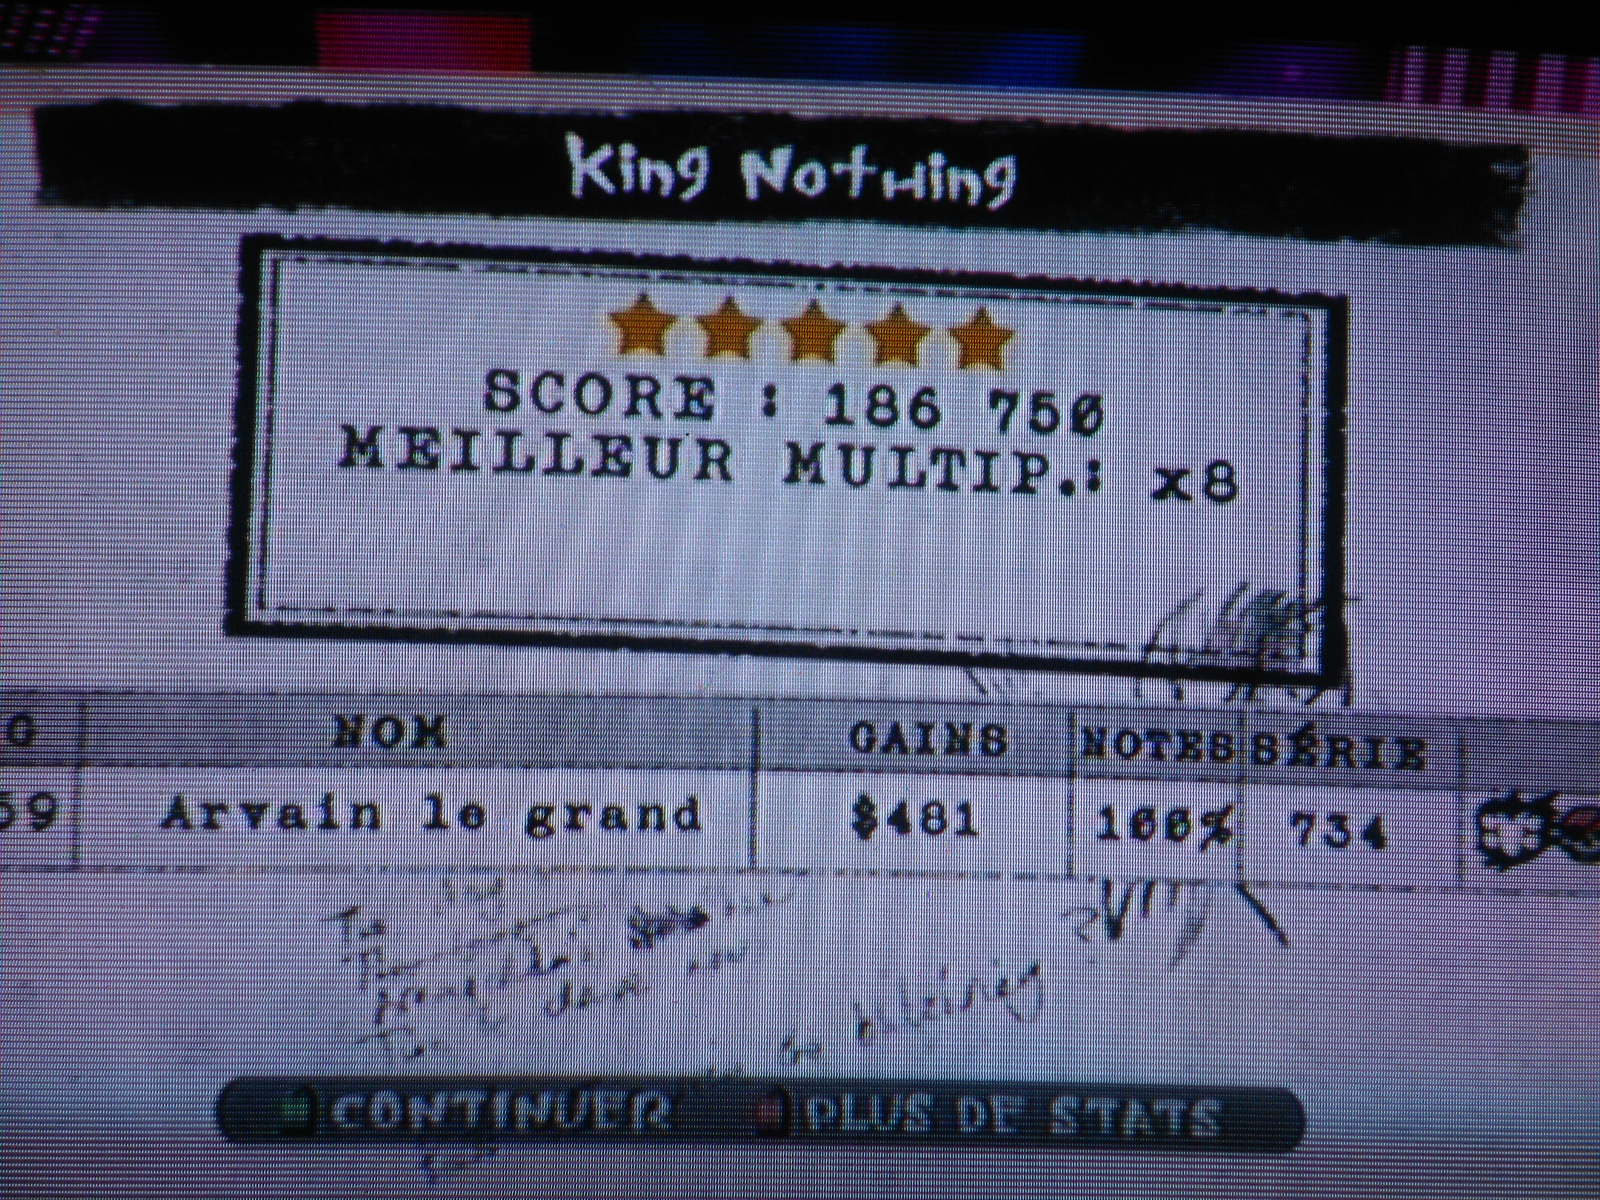 King Nothing
SCORE : 186 750
MEILLEUR MULTIP.: x8
G NOM GAINS NOTES SÉRIE
59 Arvain le grand $481 100% 734
CONTINUER PLUS DE STATS